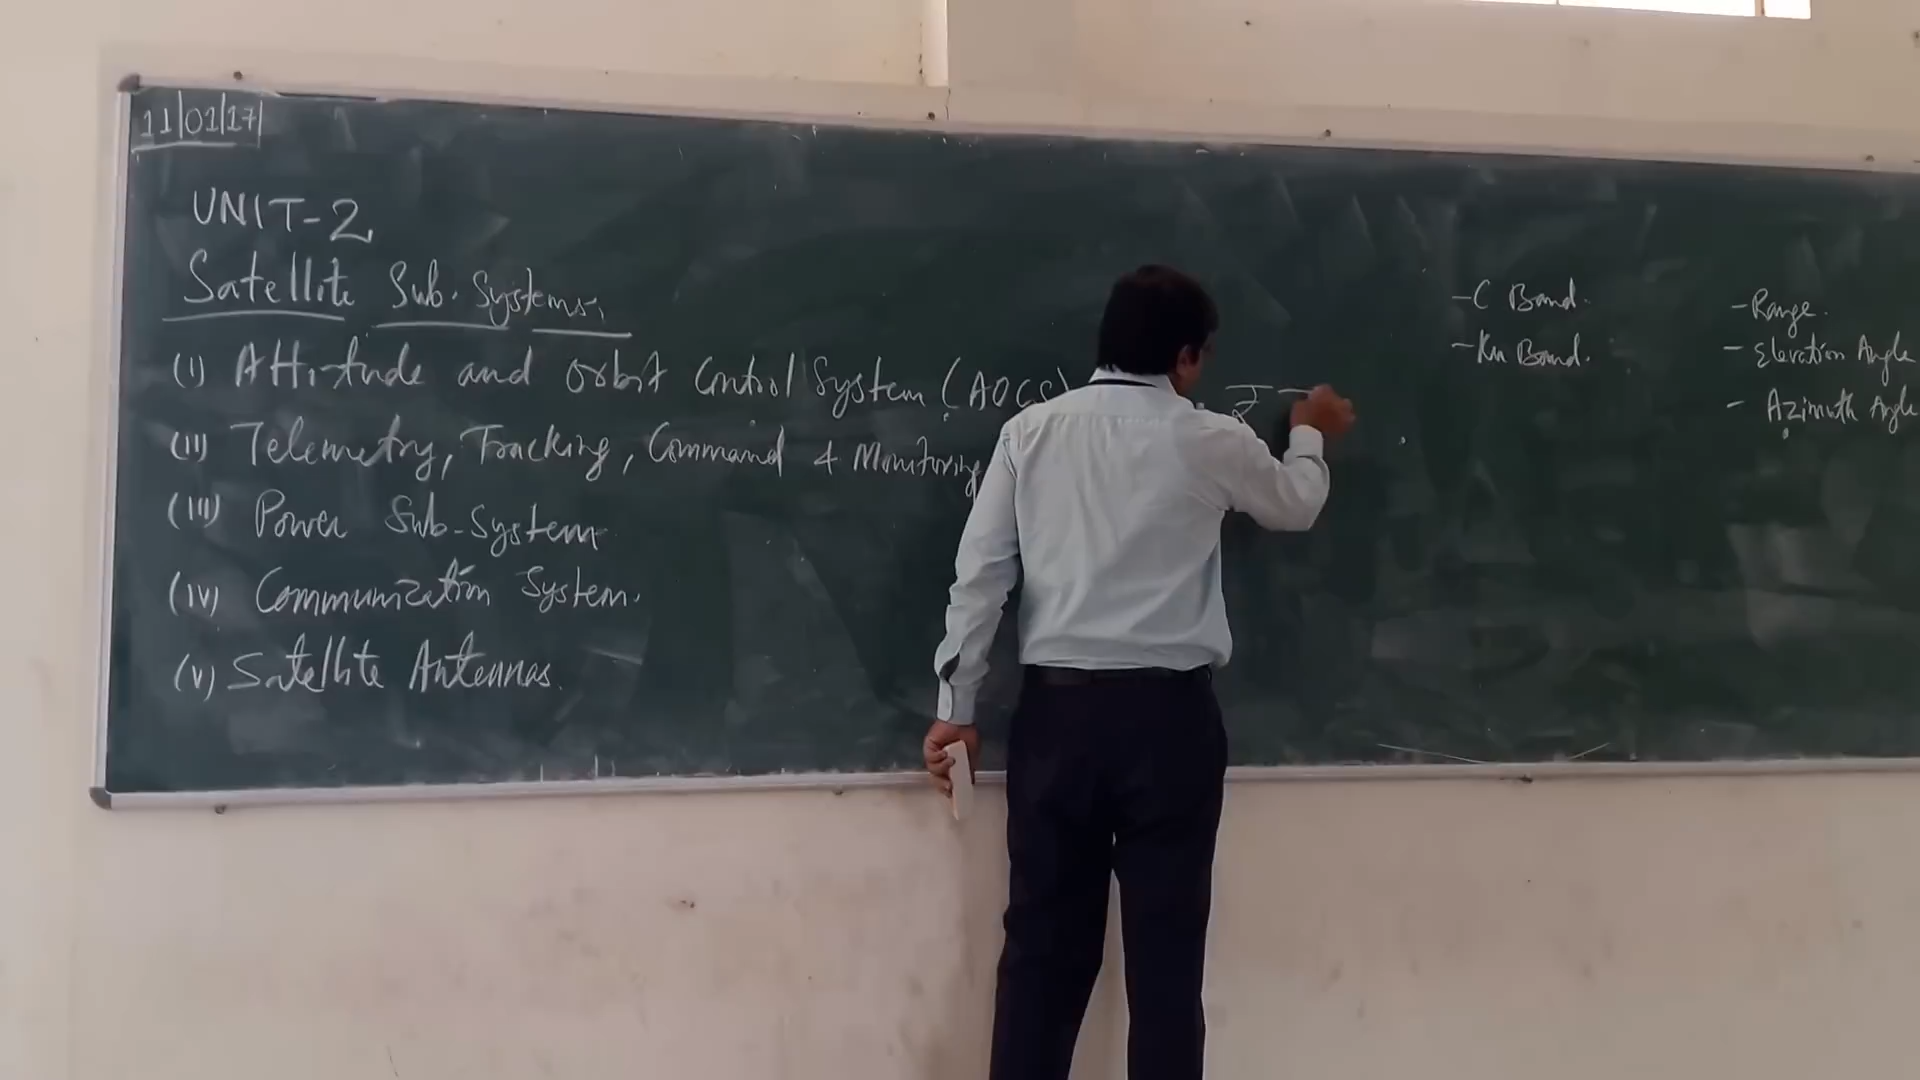 11|01|17|
UNIT-2
Satellite Sub-Systems:
(I) Attitude and Orbit Control System (AOCS)
(II) Telemetry, Tracking, Command & Monitoring
(III) Power Sub-System
(IV) Communication System.
(V) Satellite Antennas.
-C Band.
-Ku Band.
-Range.
- Elevation Angle
- Azimuth Angle